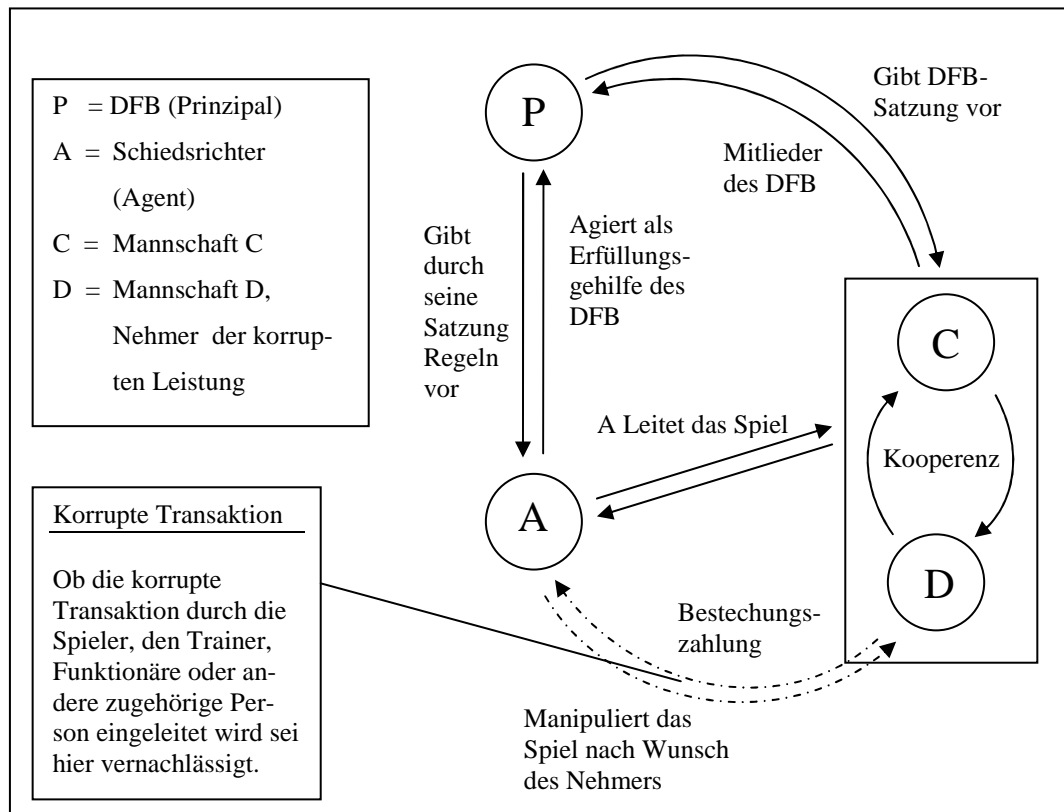 P = DFB (Prinzipal)
A = Schiedsrichter
(Agent)
C = Mannschaft C
D = Mannschaft D,
Nehmer der korrup-
ten Leistung
P
Gibt DFB-
Satzung vor
Mitlieder
des DFB
Gibt
durch
seine
Satzung
Regeln
vor
Agiert als
Erfüllungs-
gehilfe des
DFB
C
Kooperenz
D
A Leitet das Spiel
A
Korrupte Transaktion
Ob die korrupte
Transaktion durch die
Spieler, den Trainer,
Funktionäre oder an-
dere zugehörige Per-
son eingeleitet wird sei
hier vernachlässigt.
Bestechungs-
zahlung
Manipuliert das
Spiel nach Wunsch
des Nehmers